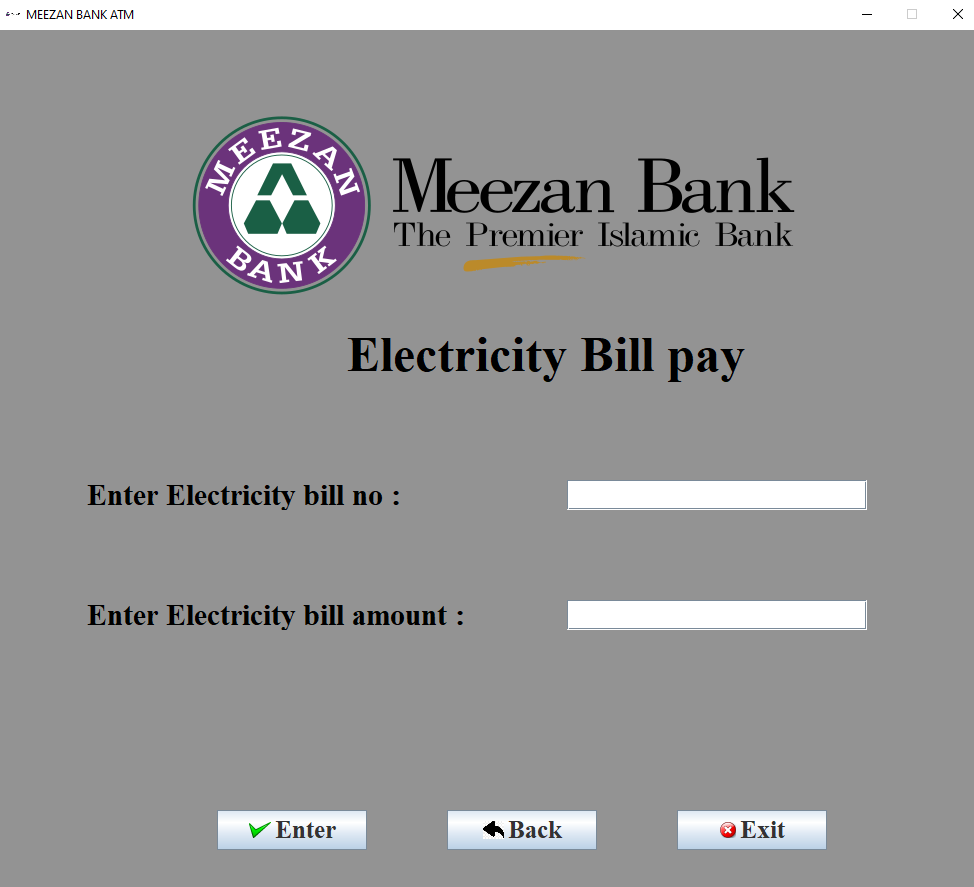 MEEZAN BANK ATM
MEEZAN
BANK
Meezan Bank
The Premier Islamic Bank
Electricity Bill pay
Enter Electricity bill no :
Enter Electricity bill amount :
Enter
Back
Exit